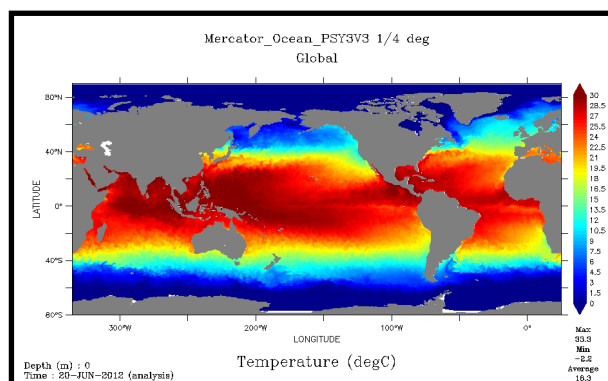 Mercator_Ocean_PSY3V3 1/4 deg
Global
80°N
40°N
0°
40°S
80°S
LATITUDE
300°W
200°W
100°W
0°
LONGITUDE
30
28.5
27
25.5
24
22.5
21
19.5
18
16.5
15
13.5
12
10.5
9
7.5
6
4.5
3
1.5
0
Max
33.3
Min
-2.2
Average
16.3
Depth (m) : 0
Time : 20-JUN-2012 (analysis)
Temperature (degC)